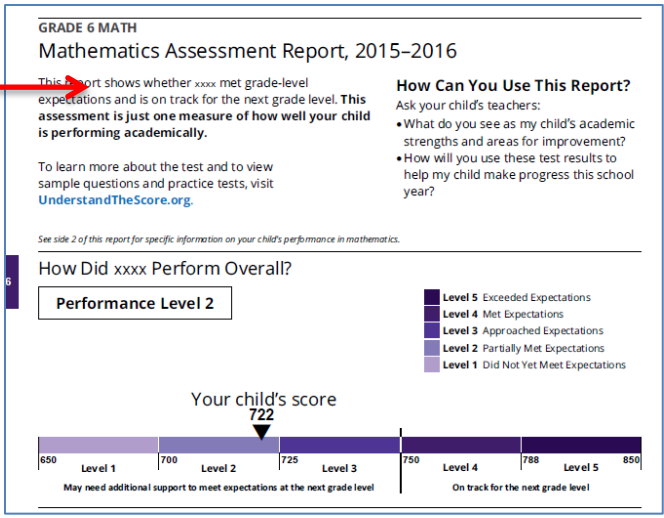 GRADE 6 MATH
Mathematics Assessment Report, 2015–2016
This report shows whether xxxx met grade-level
expectations and is on track for the next grade level. This
assessment is just one measure of how well your child
is performing academically.
To learn more about the test and to view
sample questions and practice tests, visit
UnderstandTheScore.org.
How Can You Use This Report?
Ask your child's teachers:
• What do you see as my child's academic
strengths and areas for improvement?
• How will you use these test results to
help my child make progress this school
year?
See side 2 of this report for specific information on your child's performance in mathematics.
6
How Did xxxx Perform Overall?
Performance Level 2
Level 5 Exceeded Expectations
Level 4 Met Expectations
Level 3 Approached Expectations
Level 2 Partially Met Expectations
Level 1 Did Not Yet Meet Expectations
Your child's score
722
650 700 725 750 788 850
Level 1 Level 2 Level 3 Level 4 Level 5
May need additional support to meet expectations at the next grade level On track for the next grade level